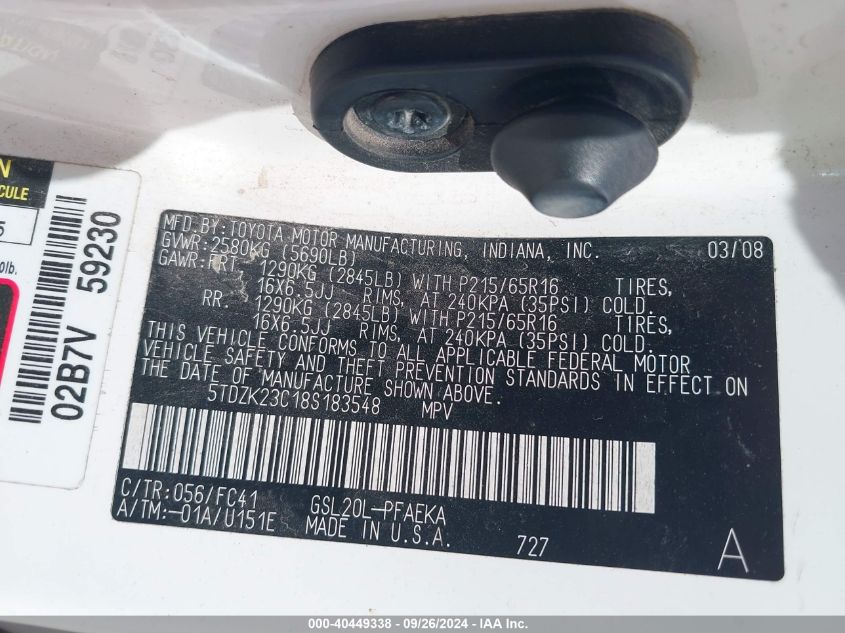 N
CULE
5
0lb.
02B7V 59230
MFD.BY:TOYOTA MOTOR MANUFACTURING, INDIANA, INC. 03/08
GVWR:2580KG (5690LB)
GAWR:FRT. 1290KG (2845LB) WITH P215/65R16 TIRES,
16X6.5JJ RIMS, AT 240KPA (35PSI) COLD.
RR. 1290KG (2845LB) WITH P215/65R16 TIRES,
16X6.5JJ RIMS, AT 240KPA (35PSI) COLD.
THIS VEHICLE CONFORMS TO ALL APPLICABLE FEDERAL MOTOR
VEHICLE SAFETY AND THEFT PREVENTION STANDARDS IN EFFECT ON
THE DATE OF MANUFACTURE SHOWN ABOVE.
5TDZK23C18S183548 MPV
C/TR:056/FC41 GSL20L-PFAEKA
A/TM:-01A/U151E MADE IN U.S.A. 727 A
000-40449338 - 09/26/2024 - IAA Inc.